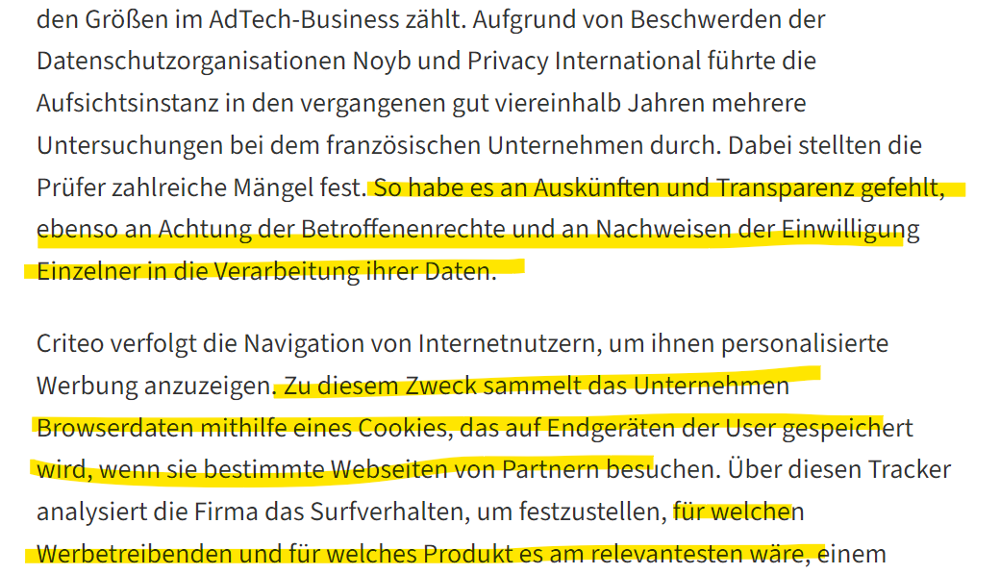 den Größen im AdTech-Business zählt. Aufgrund von Beschwerden der
Datenschutzorganisationen Noyb und Privacy International führte die
Aufsichtsinstanz in den vergangenen gut viereinhalb Jahren mehrere
Untersuchungen bei dem französischen Unternehmen durch. Dabei stellten die
Prüfer zahlreiche Mängel fest. So habe es an Auskünften und Transparenz gefehlt,
ebenso an Achtung der Betroffenenrechte und an Nachweisen der Einwilligung
Einzelner in die Verarbeitung ihrer Daten.
Criteo verfolgt die Navigation von Internetnutzern, um ihnen personalisierte
Werbung anzuzeigen. Zu diesem Zweck sammelt das Unternehmen
Browserdaten mithilfe eines Cookies, das auf Endgeräten der User gespeichert
wird, wenn sie bestimmte Webseiten von Partnern besuchen. Über diesen Tracker
analysiert die Firma das Surfverhalten, um festzustellen, für welchen
Werbetreibenden und für welches Produkt es am relevantesten wäre, einem